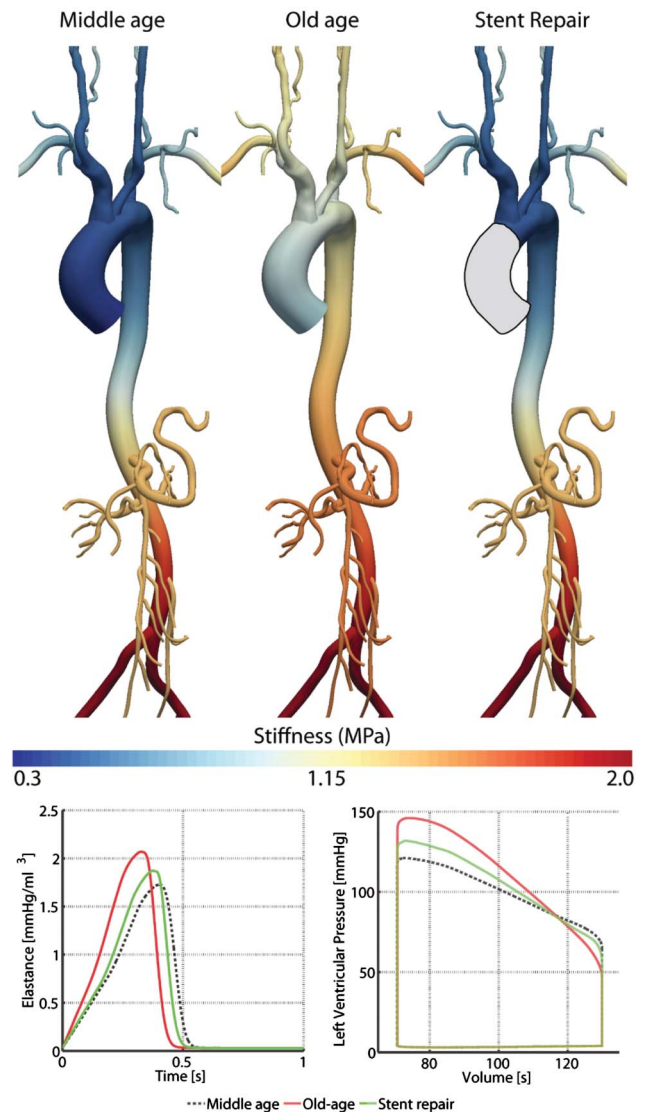 Middle age Old age Stent Repair
Stiffness (MPa)
0.3 1.15 2.0
Elastance [mmHg/ml ³]
2.5
2
1.5
1
0.5
0
0 0.5 1
Time [s]
Left Ventricular Pressure [mmHg]
150
100
50
0
80 100 120
Volume [s]
Middle age Old-age Stent repair